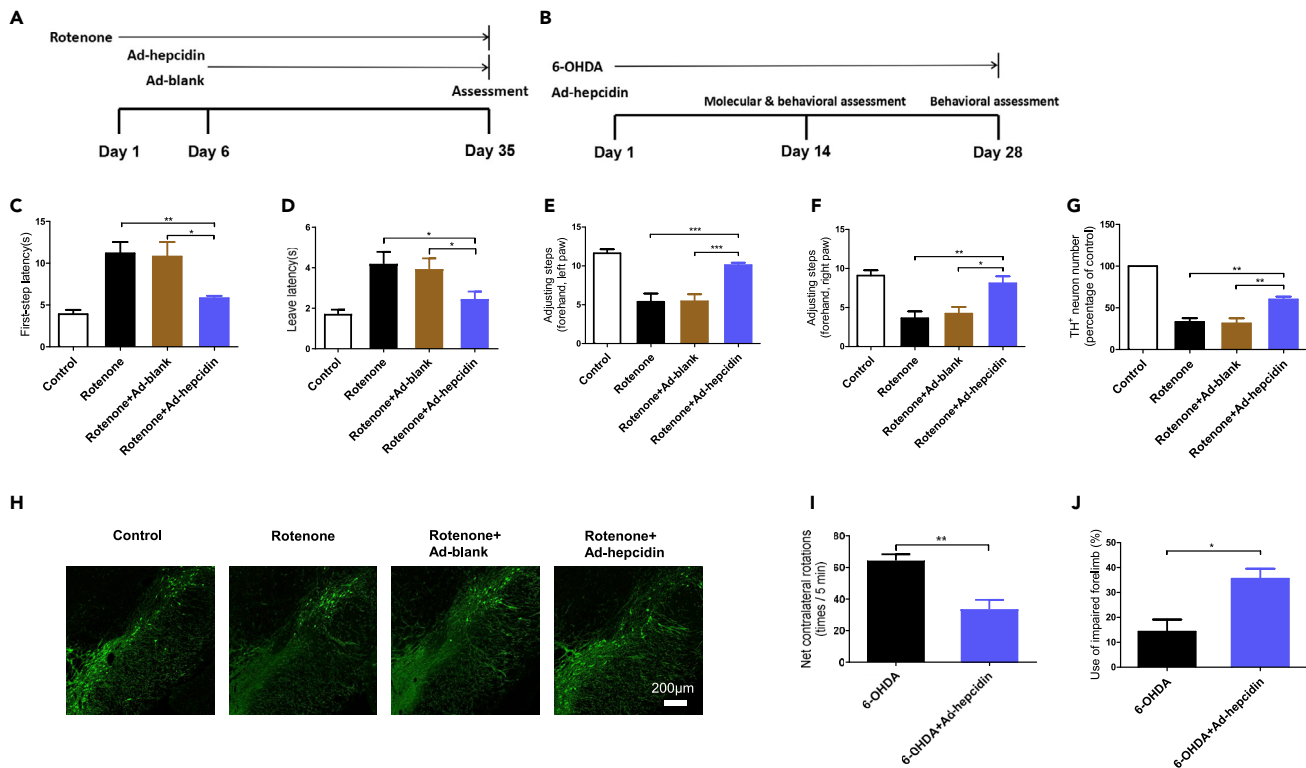 A
Rotenone
Ad-hepcidin
Ad-blank
Assessment
Day 1
Day 6
Day 35
B
6-OHDA
Ad-hepcidin
Molecular & behavioral assessment
Behavioral assessment
Day 1
Day 14
Day 28
C
First-step latency(s)
15
10
5
0
**
*
Control
Rotenone
Rotenone+Ad-blank
Rotenone+Ad-hepcidin
D
Leave latency(s)
6
4
2
0
*
*
Control
Rotenone
Rotenone+Ad-blank
Rotenone+Ad-hepcidin
E
Adjusting steps
(forehand, left paw)
15
10
5
0
***
***
Control
Rotenone
Rotenone+Ad-blank
Rotenone+Ad-hepcidin
F
Adjusting steps
(forehand, right paw)
15
10
5
0
**
*
Control
Rotenone
Rotenone+Ad-blank
Rotenone+Ad-hepcidin
G
TH⁺ neuron number
(percentage of control)
150
100
50
0
**
**
Control
Rotenone
Rotenone+Ad-blank
Rotenone+Ad-hepcidin
H
Control
Rotenone
Rotenone+
Ad-blank
Rotenone+
Ad-hepcidin
200μm
I
Net contralateral rotations
(times / 5 min)
80
60
40
20
0
**
6-OHDA
6-OHDA+Ad-hepcidin
J
Use of impaired forelimb (%)
50
40
30
20
10
0
*
6-OHDA
6-OHDA+Ad-hepcidin